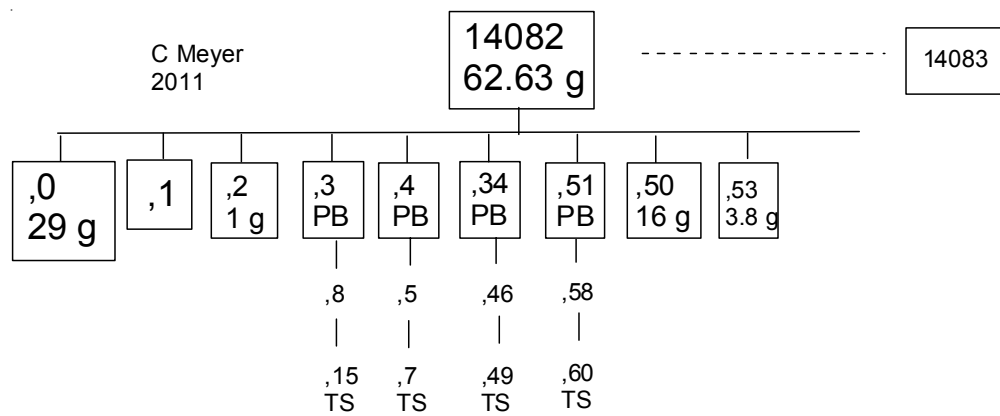 C Meyer
2011
14082
62.63 g
14083
,0
29 g
,1
,2
1 g
,3
PB
,4
PB
,34
PB
,51
PB
,50
16 g
,53
3.8 g
,8
,5
,46
,58
,15
TS
,7
TS
,49
TS
,60
TS